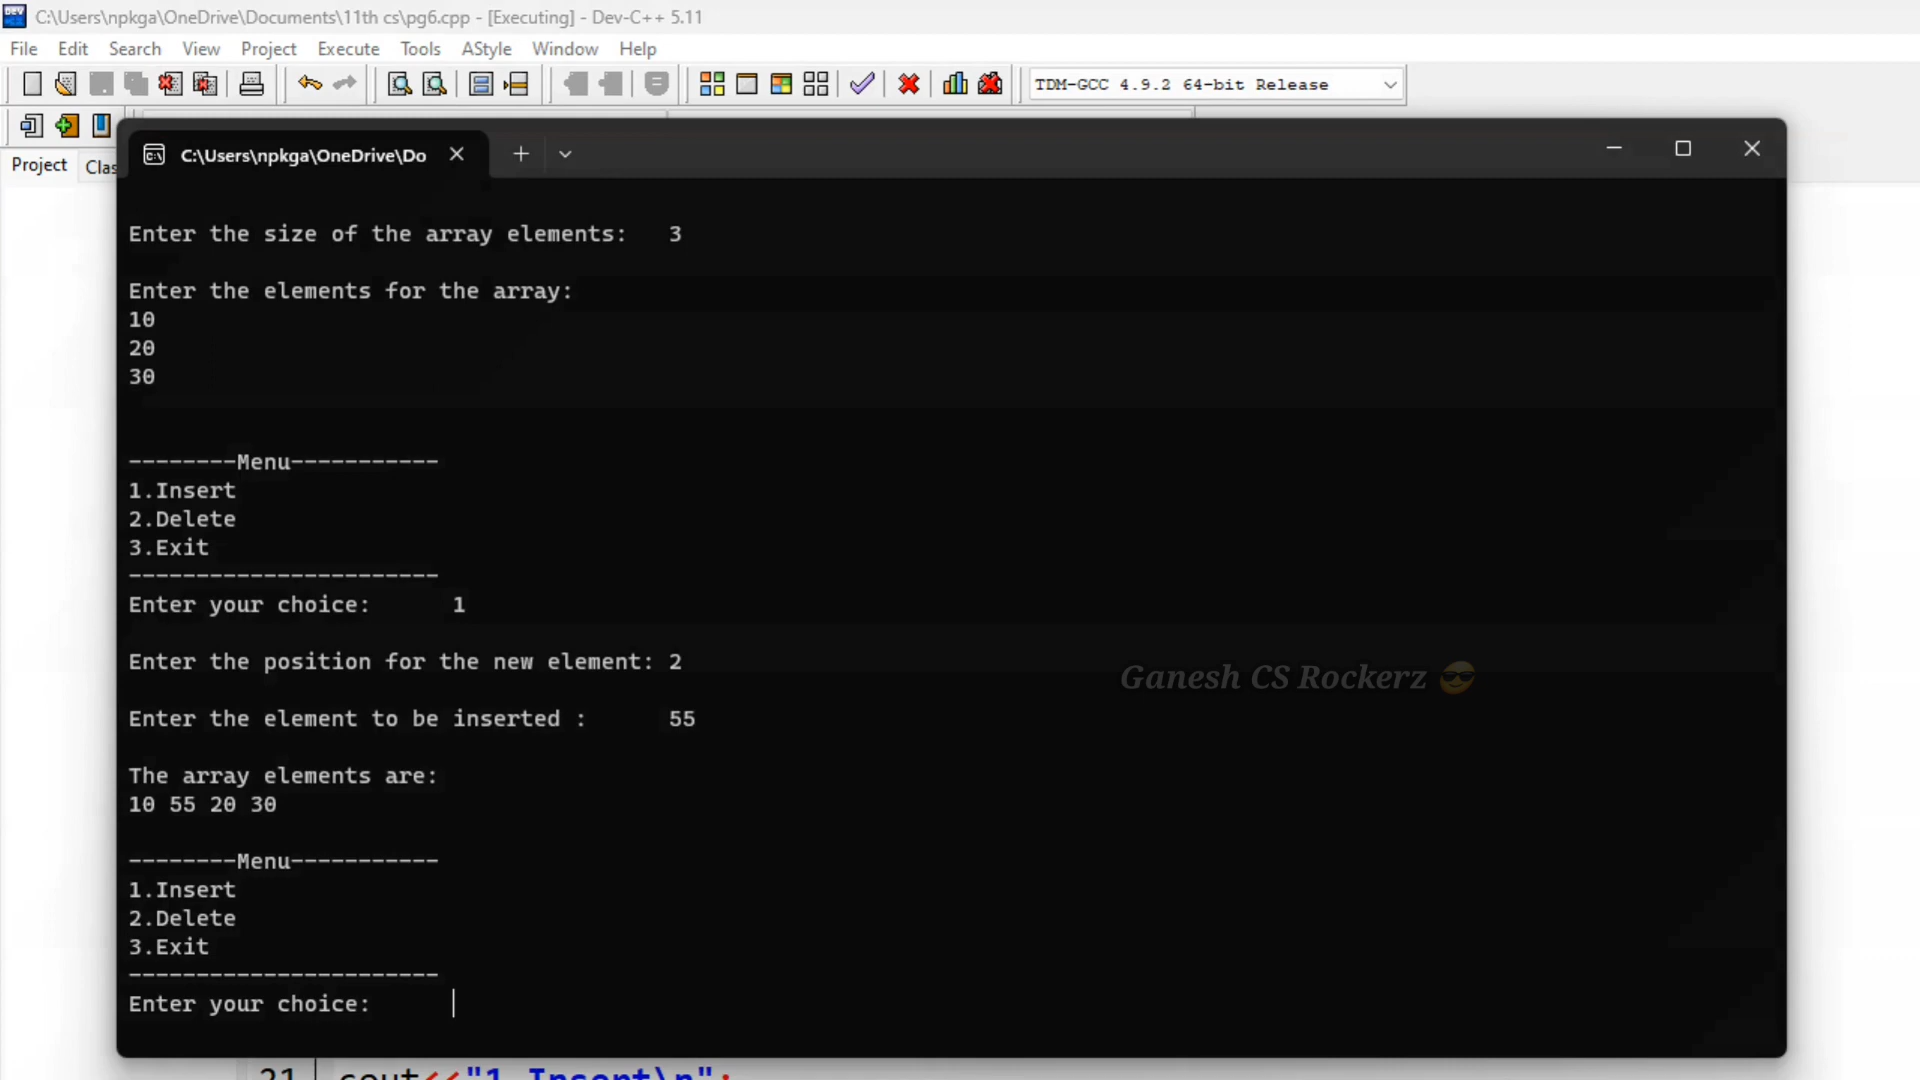 C:\Users\npkga\OneDrive\Documents\11th cs\pg6.cpp - [Executing] - Dev-C++ 5.11
File Edit Search View Project Execute Tools AStyle Window Help
TDM-GCC 4.9.2 64-bit Release
Project Clas
C:\Users\npkga\OneDrive\Do
Enter the size of the array elements: 3
Enter the elements for the array:
10
20
30
--------Menu-----------
1.Insert
2.Delete
3.Exit
-----------------------
Enter your choice: 1
Enter the position for the new element: 2
Enter the element to be inserted : 55
The array elements are:
10 55 20 30
--------Menu-----------
1.Insert
2.Delete
3.Exit
-----------------------
Enter your choice:
Ganesh CS Rockerz 😎
21 cout<<"1.Insert\n";